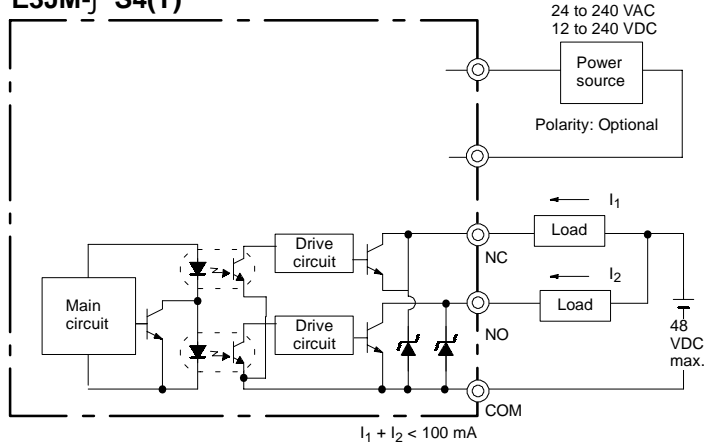 S4(T)
24 to 240 VAC
12 to 240 VDC
Power
source
Polarity: Optional
I1
Load
NC
Drive
circuit
I2
Load
NO
Main
circuit
Drive
circuit
48
VDC
max.
COM
I1 + I2 < 100 mA